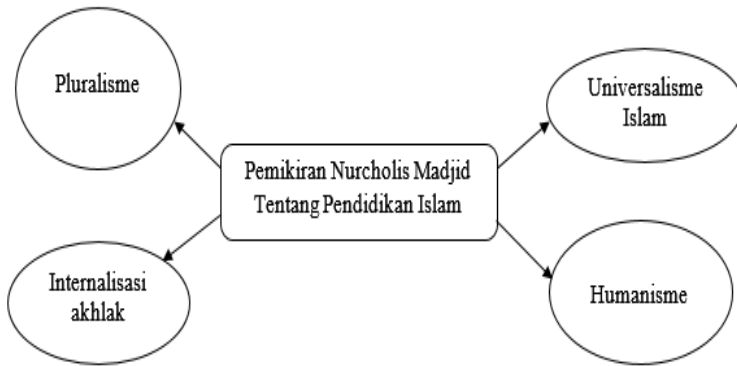 Pluralisme
Universalisme
Islam
Pemikiran Nurcholis Madjid
Tentang Pendidikan Islam
Internalisasi
akhlak
Humanisme